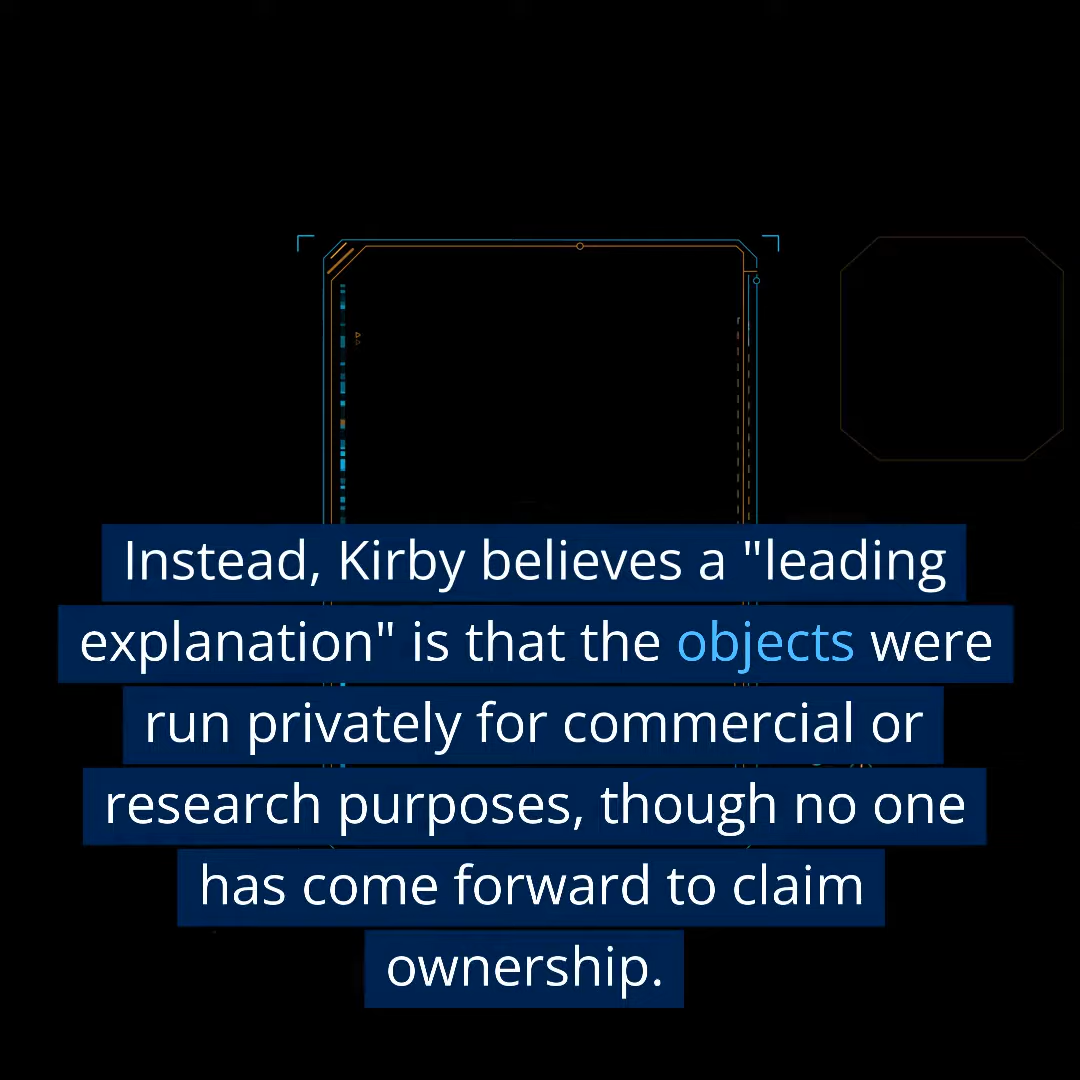 Instead, Kirby believes a "leading
explanation" is that the objects were
run privately for commercial or
research purposes, though no one
has come forward to claim
ownership.